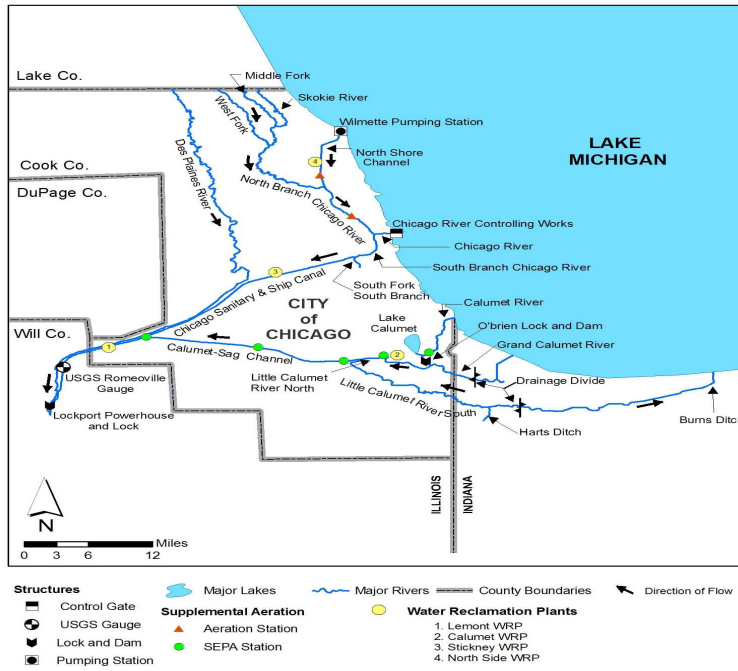 Lake Co.
Middle Fork
Skokie River
West Fork
Wilmette Pumping Station
LAKE
MICHIGAN
4
North Shore
Channel
Cook Co.
DuPage Co.
Des Plaines River
North Branch Chicago River
Chicago River Controlling Works
Chicago River
South Branch Chicago River
3
South Fork
South Branch
Chicago Sanitary & Ship Canal
CITY
of
CHICAGO
Calumet River
Lake
Calumet
O'brien Lock and Dam
Will Co.
Grand Calumet River
1
Calumet-Sag Channel
2
USGS Romeoville
Gauge
Little Calumet
River North
Drainage Divide
Little Calumet River South
Lockport Powerhouse
and Lock
Harts Ditch
Burns Ditch
ILLINOIS
INDIANA
N
Miles
0 3 6 12
Structures
Control Gate
USGS Gauge
Lock and Dam
Pumping Station
Major Lakes
Major Rivers
County Boundaries
Direction of Flow
Supplemental Aeration
Aeration Station
SEPA Station
Water Reclamation Plants
1. Lemont WRP
2. Calumet WRP
3. Stickney WRP
4. North Side WRP